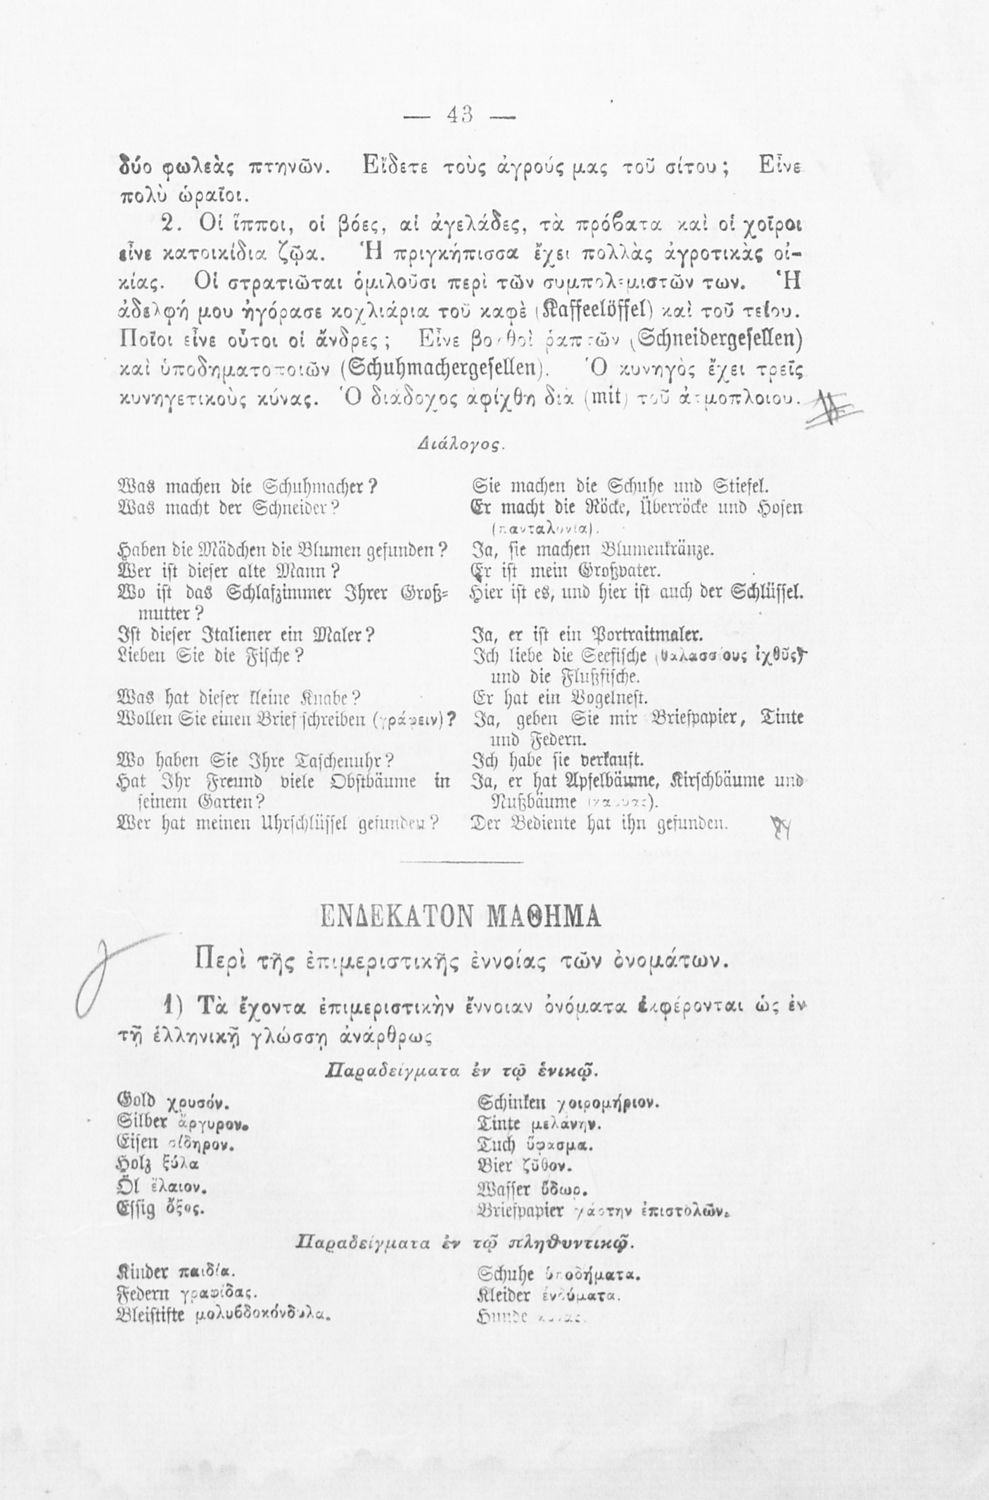 — 43 —
δύο φωλεὰς πτηνῶν. Εἴδετε τοὺς ἀγρούς μας τοῦ σίτου; Εἶνε
πολὺ ὡραῖοι.
2. Οἱ ἵπποι, οἱ βόες, αἱ ἀγελάδες, τὰ πρόβατα καὶ οἱ χοῖροι
εἶνε κατοικίδια ζῷα. Ἡ πριγκήπισσα ἔχει πολλὰς ἀγροτικὰς οἰ-
κίας. Οἱ στρατιῶται ὁμιλοῦσι περὶ τῶν συμπολεμιστῶν των. Ἡ
ἀδελφή μου ἠγόρασε κοχλιάρια τοῦ καφὲ (Kaffeelöffel) καὶ τοῦ τεΐου.
Ποῖοι εἶνε οὗτοι οἱ ἄνδρες; Εἶνε βοηθοὶ ῥαπτῶν (Schneidergesellen)
καὶ ὑποδηματοποιῶν (Schuhmachergesellen). Ὁ κυνηγὸς ἔχει τρεῖς
κυνηγετικοὺς κύνας. Ὁ διάδοχος ἀφίχθη διὰ (mit) τοῦ ἀτμοπλοίου.
Διάλογος.
Was machen die Schuhmacher? Sie machen die Schuhe und Stiefel.
Was macht der Schneider? Er macht die Röcke, Überröcke und Hosen
(πανταλόνια).
Haben die Mädchen die Blumen gefunden? Ja, sie machen Blumenkränze.
Wer ist dieser alte Mann? Er ist mein Großvater.
Wo ist das Schlafzimmer Ihrer Groß- Hier ist es, und hier ist auch der Schlüssel.
mutter?
Ist dieser Italiener ein Maler? Ja, er ist ein Portraitmaler.
Lieben Sie die Fische? Ich liebe die Seefische (θαλασσίους ἰχθῦς)
und die Flußfische.
Was hat dieser kleine Knabe? Er hat ein Vogelnest.
Wollen Sie einen Brief schreiben (γράφειν)? Ja, geben Sie mir Briefpapier, Tinte
und Federn.
Wo haben Sie Ihre Taschenuhr? Ich habe sie verkauft.
Hat Ihr Freund viele Obstbäume in Ja, er hat Apfelbäume, Kirschbäume und
seinem Garten? Nußbäume
Wer hat meinen Uhrschlüssel gefunden? Der Bediente hat ihn gefunden.
ΕΝΔΕΚΑΤΟΝ ΜΑΘΗΜΑ
Περὶ τῆς ἐπιμεριστικῆς ἐννοίας τῶν ὀνομάτων.
1) Τὰ ἔχοντα ἐπιμεριστικὴν ἔννοιαν ὀνόματα ἐκφέρονται ὡς ἐν
τῇ ἑλληνικῇ γλώσσῃ ἀνάρθρως
Παραδείγματα ἐν τῷ ἑνικῷ.
Gold χρυσόν. Schinken χοιρομήριον.
Silber ἄργυρον. Tinte μελάνην.
Eisen σίδηρον. Tuch ὕφασμα.
Holz ξύλα Bier ζῦθον.
Öl ἔλαιον. Wasser ὕδωρ.
Essig ὄξος. Briefpapier χάρτην ἐπιστολῶν.
Παραδείγματα ἐν τῷ πληθυντικῷ.
Kinder παιδία. Schuhe ὑποδήματα.
Federn γραφίδας. Kleider ἐνδύματα.
Bleistifte μολυβδοκόνδυλα. Hunde κύνας.